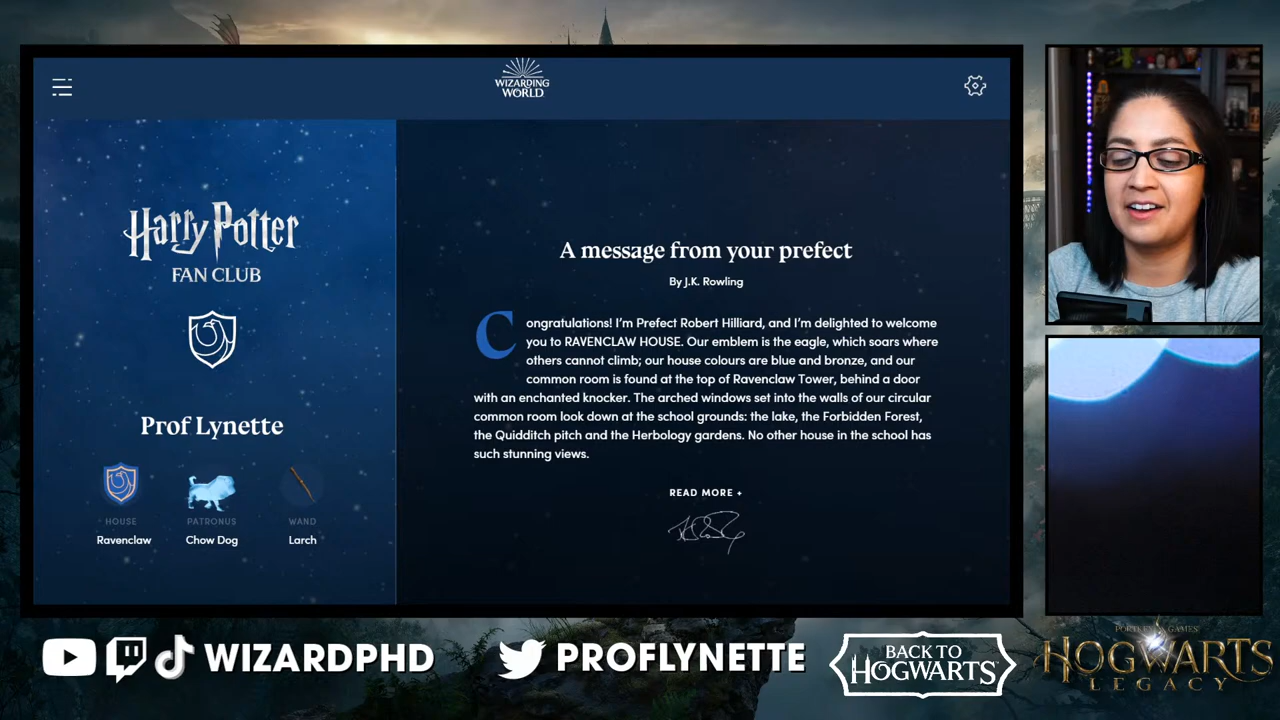 WIZARDING
WORLD
Harry Potter
FAN CLUB
Prof Lynette
HOUSE
Ravenclaw
PATRONUS
Chow Dog
WAND
Larch
A message from your prefect
By J.K. Rowling
Congratulations! I'm Prefect Robert Hilliard, and I'm delighted to welcome
you to RAVENCLAW HOUSE. Our emblem is the eagle, which soars where
others cannot climb; our house colours are blue and bronze, and our
common room is found at the top of Ravenclaw Tower, behind a door
with an enchanted knocker. The arched windows set into the walls of our circular
common room look down at the school grounds: the lake, the Forbidden Forest,
the Quidditch pitch and the Herbology gardens. No other house in the school has
such stunning views.
READ MORE +
WIZARDPHD
PROFLYNETTE
BACK TO
HOGWARTS
PORTKEY GAMES
HOGWARTS
LEGACY